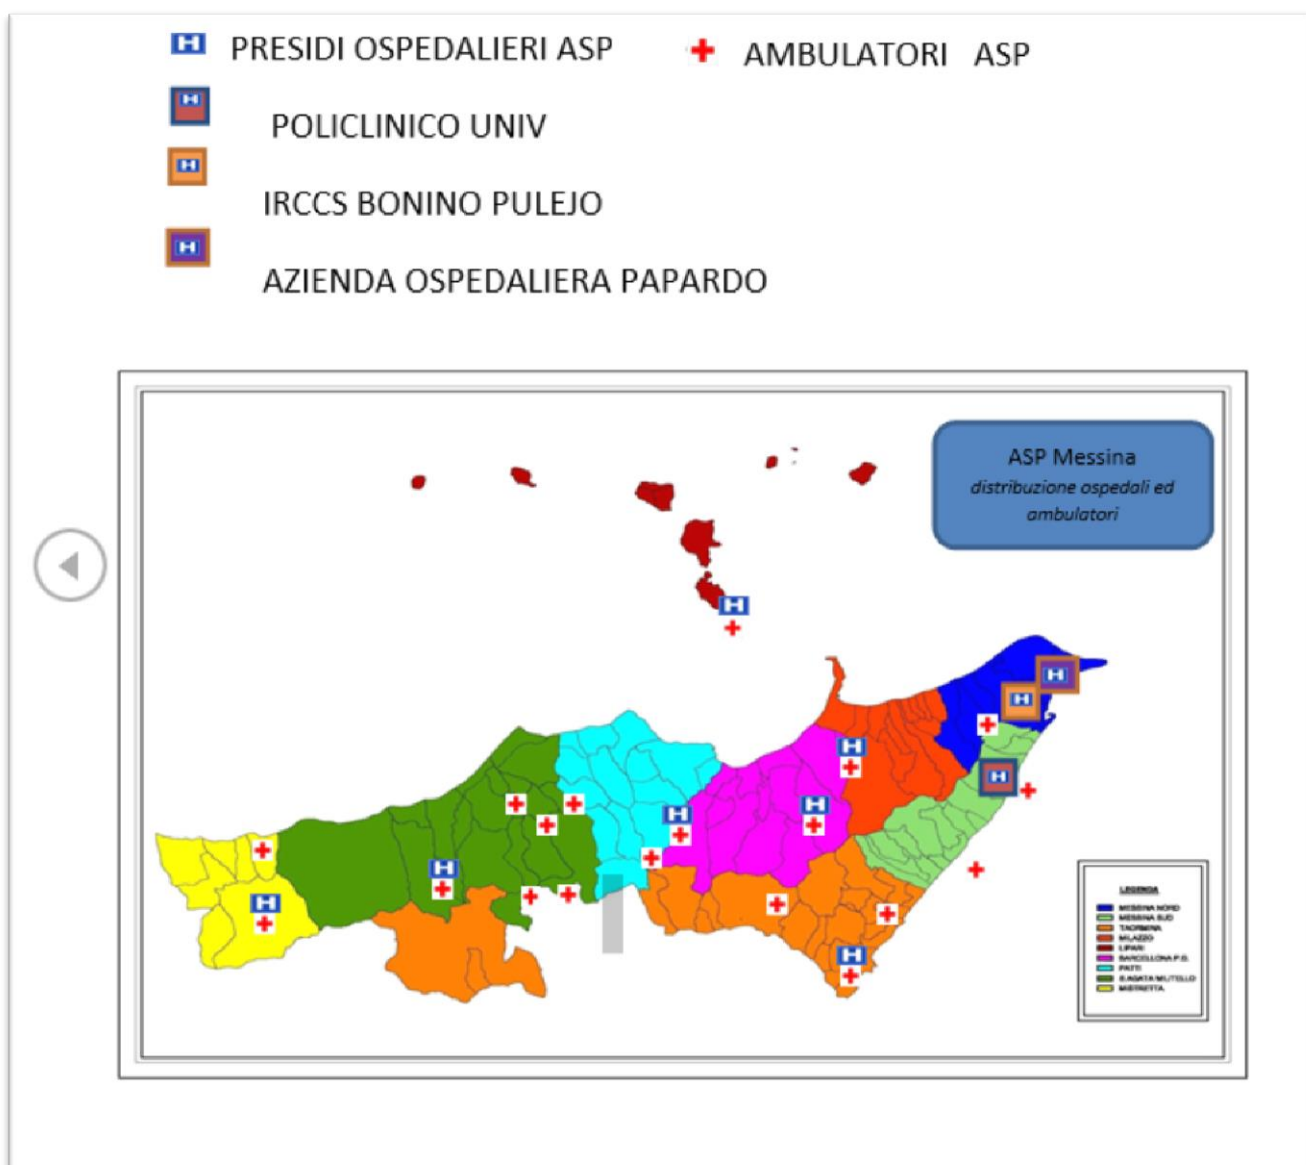 PRESIDI OSPEDALIERI ASP
AMBULATORI ASP
POLICLINICO UNIV
IRCCS BONINO PULEJO
AZIENDA OSPEDALIERA PAPARDO
ASP Messina
distribuzione ospedali ed
ambulatori
LEGENDA
MESSINA NORD
MESSINA SUD
TAORMINA
MILAZZO
LIPARI
BARCELLONA P.G.
PATTI
S.AGATA MILITELLO
MISTRETTA